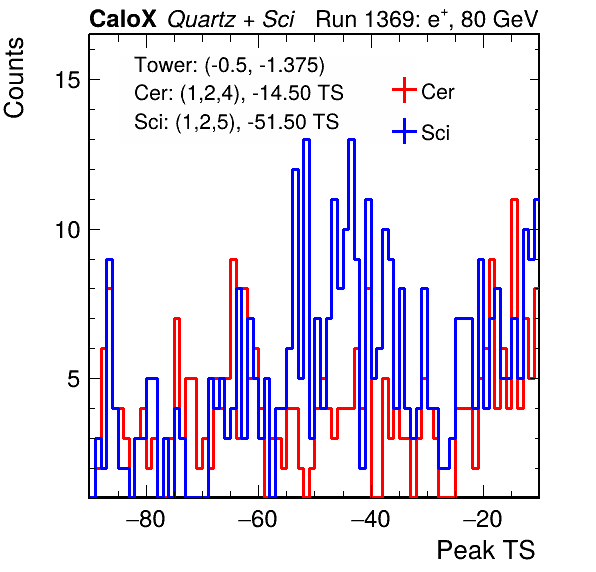 CaloX Quartz + Sci Run 1369: e⁺, 80 GeV
Counts
Tower: (-0.5, -1.375)
Cer: (1,2,4), -14.50 TS
Sci: (1,2,5), -51.50 TS
Cer
Sci
15
10
5
−80 −60 −40 −20
Peak TS